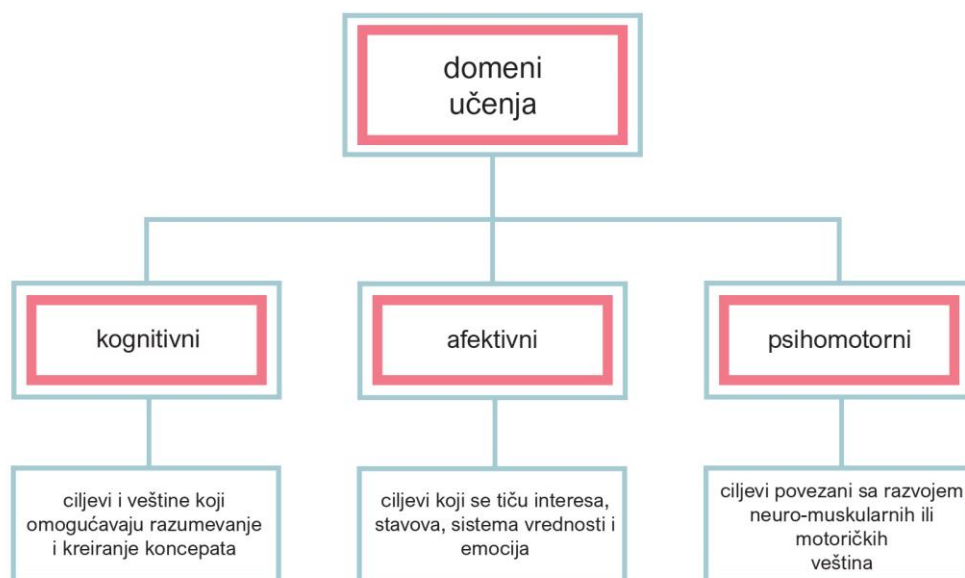 domeni
učenja
kognitivni
afektivni
psihomotorni
ciljevi i veštine koji
omogućavaju razumevanje
i kreiranje koncepata
ciljevi koji se tiču interesa,
stavova, sistema vrednosti i
emocija
ciljevi povezani sa razvojem
neuro-muskularnih ili
motoričkih
veština